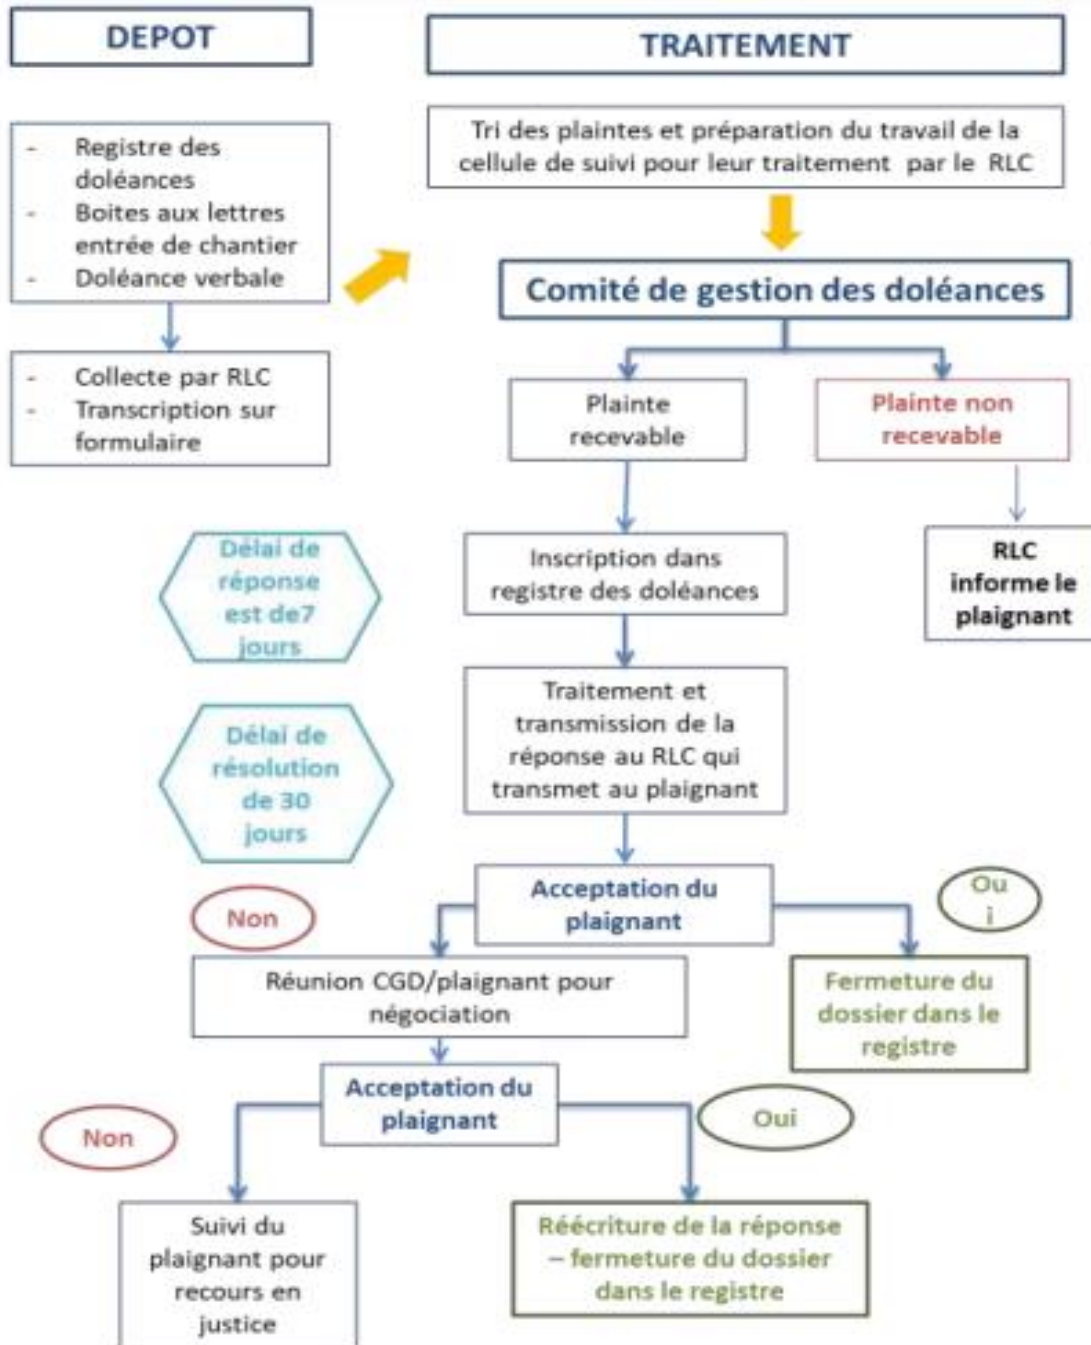 DEPOT
- Registre des
doléances
- Boites aux lettres
entrée de chantier
- Doléance verbale
- Collecte par RLC
- Transcription sur
formulaire
TRAITEMENT
Tri des plaintes et préparation du travail de la
cellule de suivi pour leur traitement par le RLC
Comité de gestion des doléances
Plainte
recevable
Plainte non
recevable
RLC
informe le
plaignant
Délai de
réponse
est de7
jours
Inscription dans
registre des doléances
Délai de
résolution
de 30
jours
Traitement et
transmission de la
réponse au RLC qui
transmet au plaignant
Acceptation du
plaignant
Non
Ou
i
Réunion CGD/plaignant pour
négociation
Fermeture du
dossier dans le
registre
Acceptation du
plaignant
Non
Oui
Suivi du
plaignant pour
recours en
justice
Réécriture de la réponse
– fermeture du dossier
dans le registre